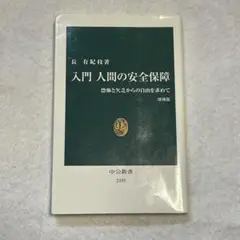 長 有紀枝著
入門 人間の安全保障
恐怖と欠乏からの自由を求めて
増補版
中公新書
2195